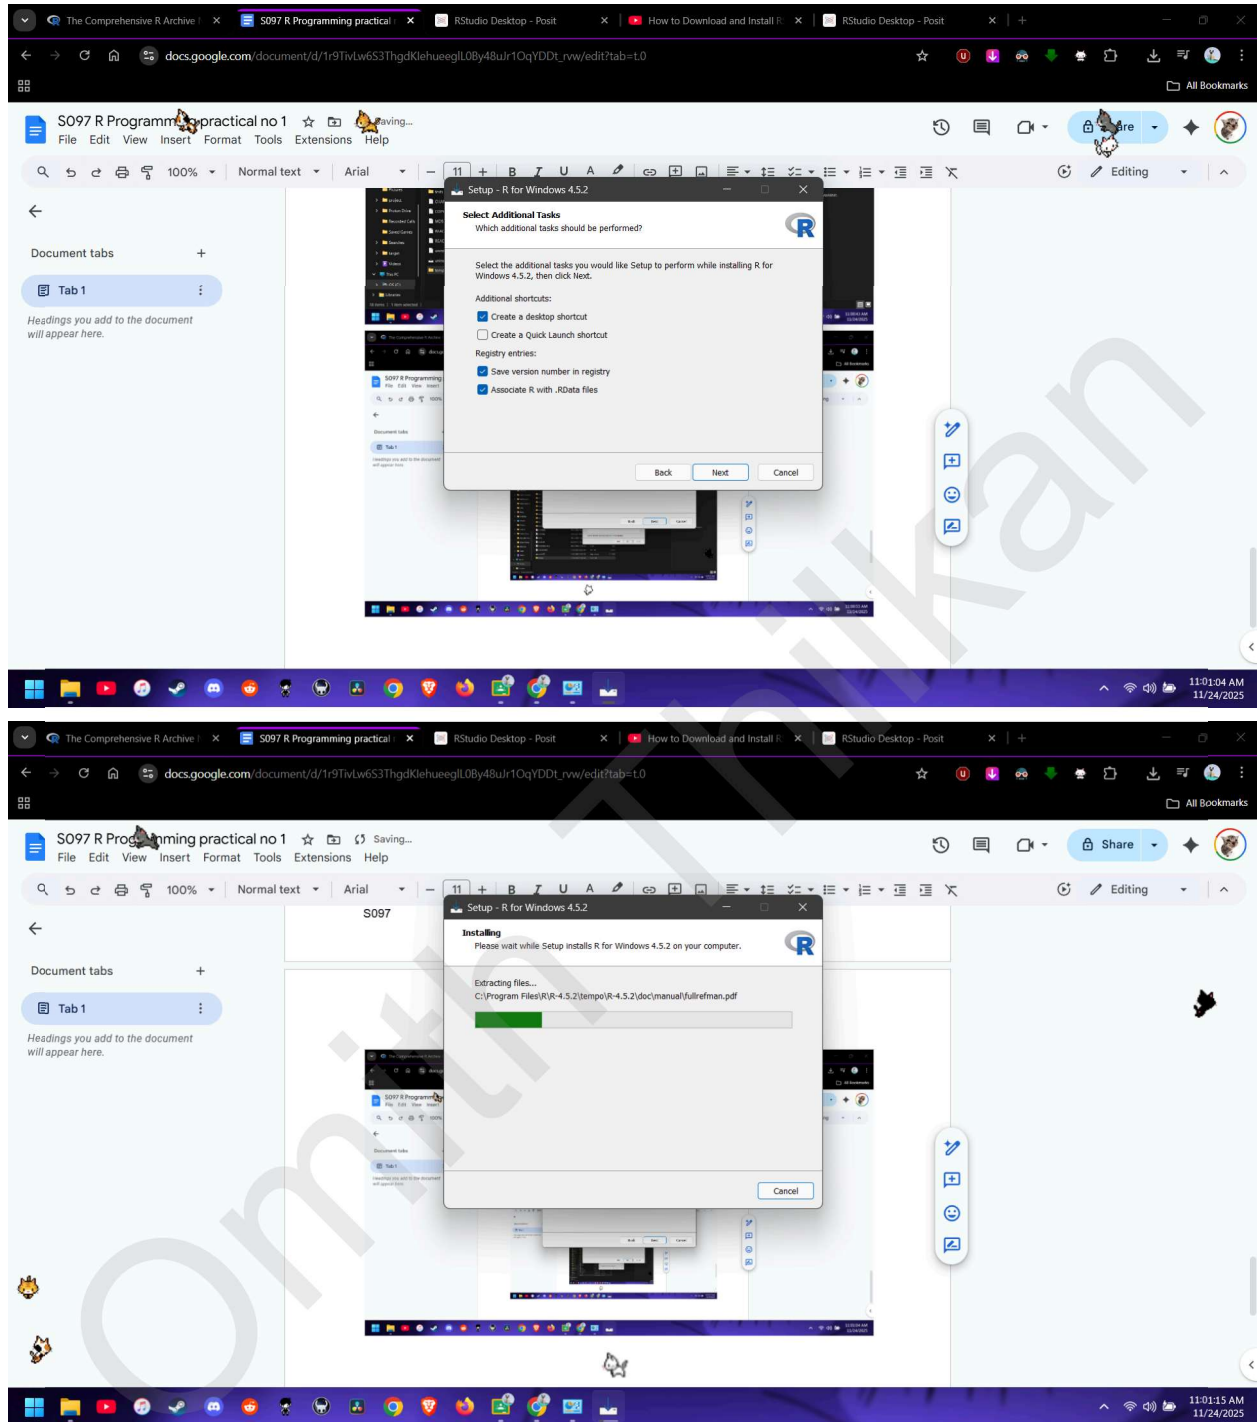 The Comprehensive R Archive
S097 R Programming practical
RStudio Desktop - Posit
How to Download and Install R
RStudio Desktop - Posit
docs.google.com/document/d/1r9TivLw6S3ThgdKlehueeglL0By48uJr1OqYDDt_rvw/edit?tab=t.0
All Bookmarks
S097 R Programming practical no 1
Saving...
File Edit View Insert Format Tools Extensions Help
Share
100% Normal text Arial 11 Editing
Setup - R for Windows 4.5.2
Select Additional Tasks
Which additional tasks should be performed?
Document tabs
Tab 1
Headings you add to the document
will appear here.
Select the additional tasks you would like Setup to perform while installing R for
Windows 4.5.2, then click Next.
Additional shortcuts:
Create a desktop shortcut
Create a Quick Launch shortcut
Registry entries:
Save version number in registry
Associate R with .RData files
Back Next Cancel
11:01:04 AM
11/24/2025
The Comprehensive R Archive
S097 R Programming practical
RStudio Desktop - Posit
How to Download and Install R
RStudio Desktop - Posit
docs.google.com/document/d/1r9TivLw6S3ThgdKlehueeglL0By48uJr1OqYDDt_rvw/edit?tab=t.0
All Bookmarks
S097 R Programming practical no 1
Saving...
File Edit View Insert Format Tools Extensions Help
Share
100% Normal text Arial 11 Editing
S097
Setup - R for Windows 4.5.2
Installing
Please wait while Setup installs R for Windows 4.5.2 on your computer.
Document tabs
Tab 1
Headings you add to the document
will appear here.
Extracting files...
C:\Program Files\R\R-4.5.2\tempo\R-4.5.2\doc\manual\fullrefman.pdf
Cancel
11:01:15 AM
11/24/2025
Omith Thilkan